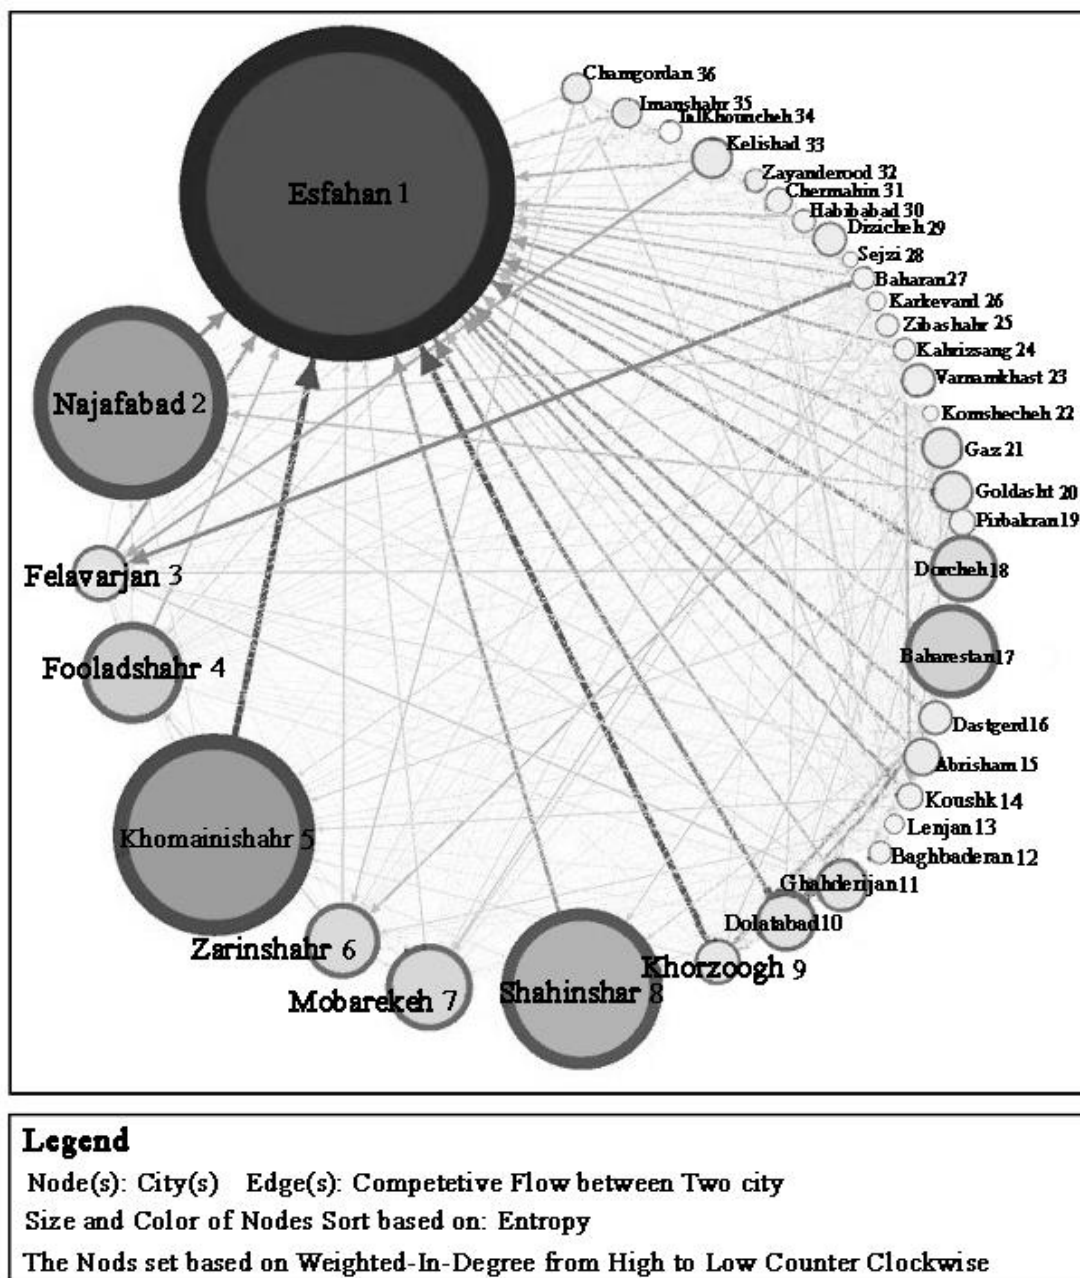 Chamgordan 36
Imanshahr 35
TalKhouncheh 34
Kelishad 33
Zayanderood 32
Chermahin 31
Habibabad 30
Dizicheh 29
Sejzi 28
Baharan 27
Karkevand 26
Zibashahr 25
Kahrizsang 24
Varnamkhast 23
Komshecheh 22
Gaz 21
Goldasht 20
Pirbakran 19
Dorcheh 18
Baharestan 17
Dastgerd 16
Abrisham 15
Koushk 14
Lenjan 13
Baghbaderan 12
Ghahderijan 11
Dolatabad 10
Khorzoogh 9
Shahinshar 8
Mobarekeh 7
Zarinshahr 6
Khomainishahr 5
Fooladshahr 4
Felavarjan 3
Najafabad 2
Esfahan 1
Legend
Node(s): City(s) Edge(s): Competetive Flow between Two city
Size and Color of Nodes Sort based on: Entropy
The Nods set based on Weighted-In-Degree from High to Low Counter Clockwise